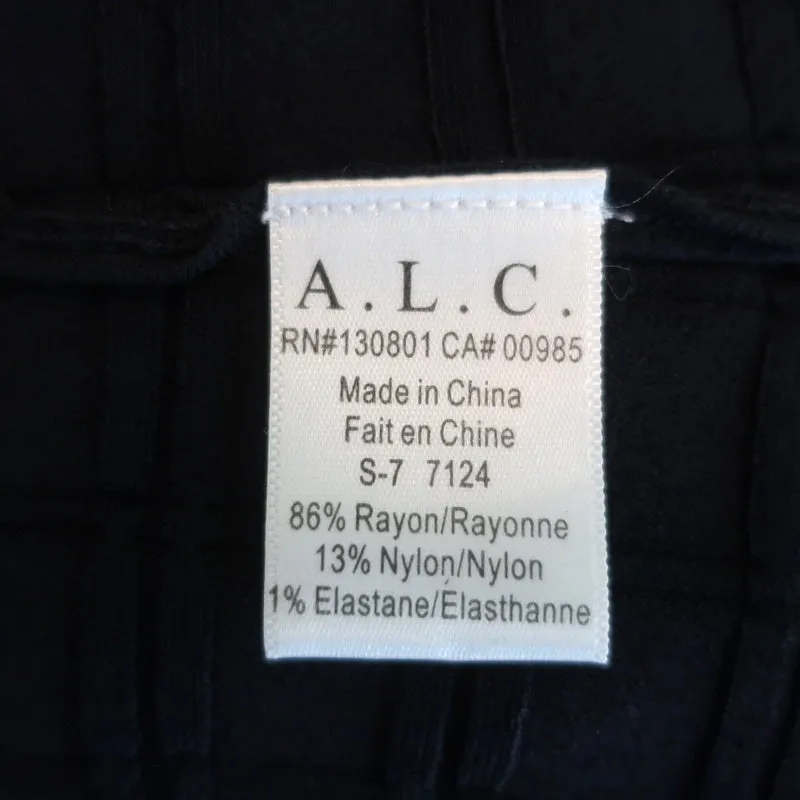 A.L.C.
RN#130801 CA# 00985
Made in China
Fait en Chine
S-7 7124
86% Rayon/Rayonne
13% Nylon/Nylon
1% Elastane/Élasthanne